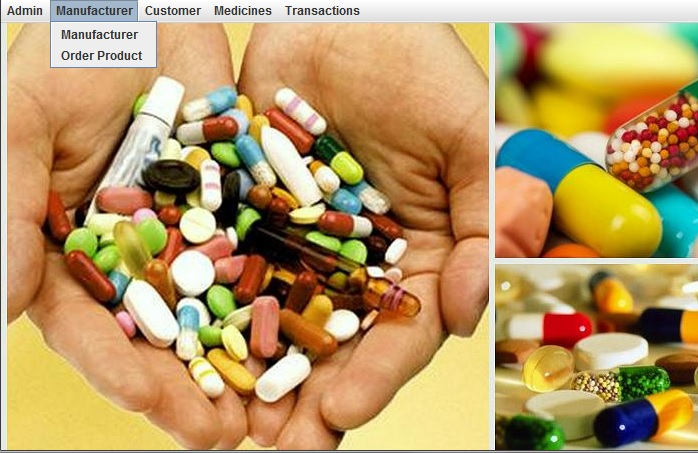 Admin Manufacturer Customer Medicines Transactions
Manufacturer
Order Product